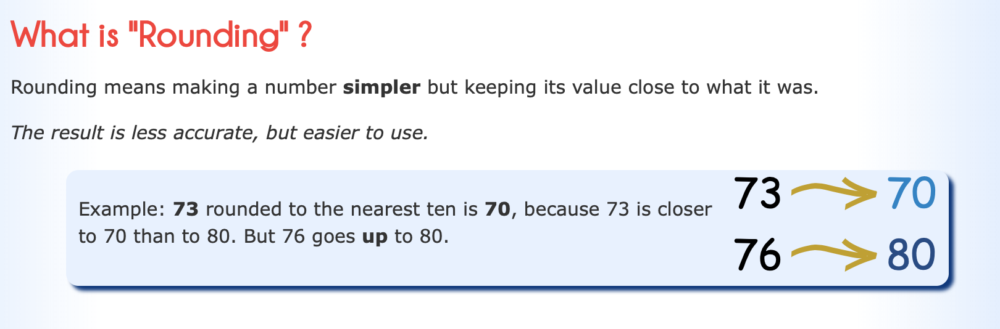 What is "Rounding" ?
Rounding means making a number simpler but keeping its value close to what it was.
The result is less accurate, but easier to use.
Example: 73 rounded to the nearest ten is 70, because 73 is closer
to 70 than to 80. But 76 goes up to 80.
73 70
76 80